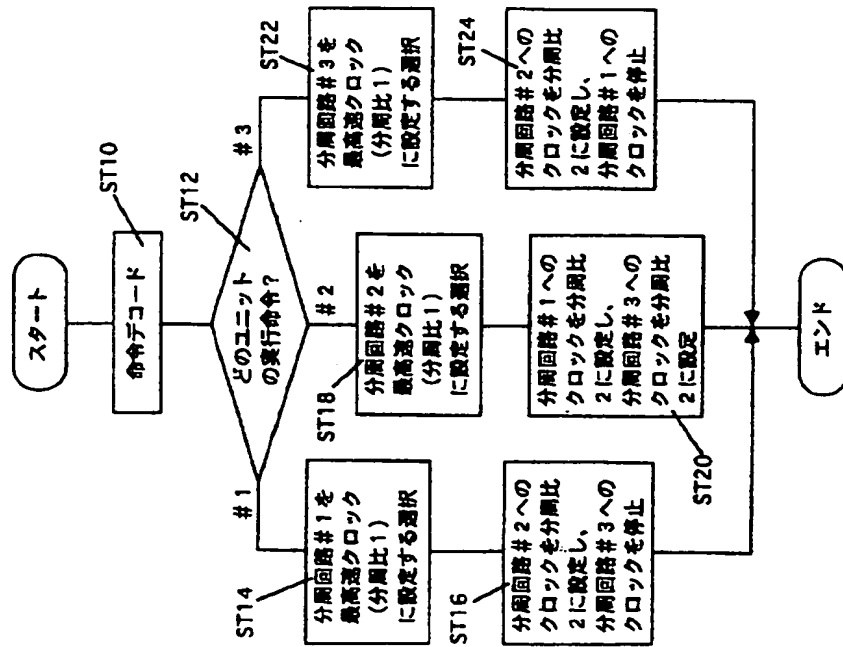 スタート
ST10
命令デコード
ST12
どのユニット
の実行命令?
#1
#2
#3
ST14
分周回路#1を
最高速クロック
(分周比1)
に設定する選択
ST18
分周回路#2を
最高速クロック
(分周比1)
に設定する選択
ST22
分周回路#3を
最高速クロック
(分周比1)
に設定する選択
ST16
分周回路#2への
クロックを分周比
2に設定し、
分周回路#3への
クロックを停止
分周回路#1への
クロックを分周比
2に設定し、
分周回路#3への
クロックを分周比
2に設定
ST20
ST24
分周回路#2への
クロックを分周比
2に設定し、
分周回路#1への
クロックを停止
エンド